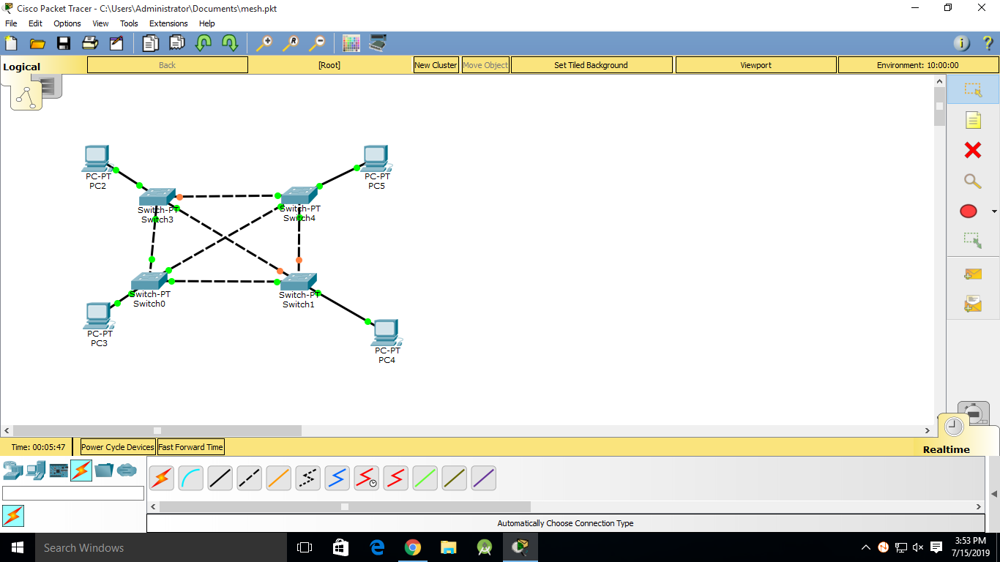 Cisco Packet Tracer - C:\Users\Administrator\Documents\mesh.pkt
File Edit Options View Tools Extensions Help
Logical
Back
[Root]
New Cluster
Move Object
Set Tiled Background
Viewport
Environment: 10:00:00
PC-PT
PC2
PC-PT
PC5
Switch-PT
Switch3
Switch-PT
Switch4
Switch-PT
Switch0
Switch-PT
Switch1
PC-PT
PC3
PC-PT
PC4
Time: 00:05:47
Power Cycle Devices
Fast Forward Time
Realtime
Automatically Choose Connection Type
Search Windows
3:53 PM
7/15/2019